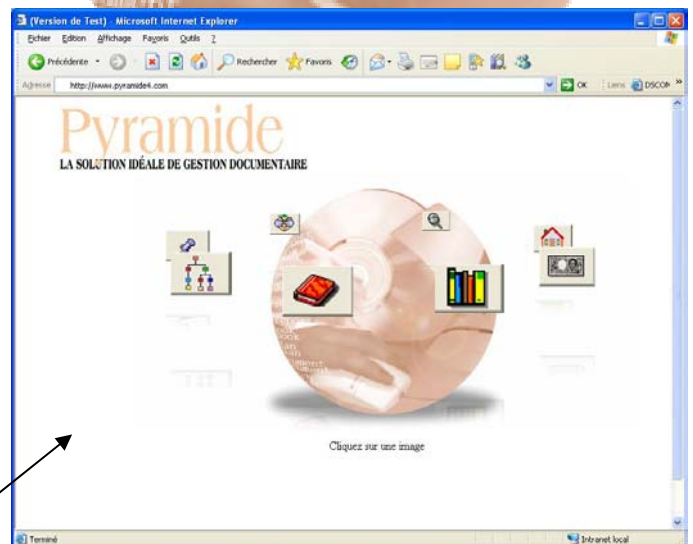 (Version de Test) - Microsoft Internet Explorer
Fichier Edition Affichage Favoris Outils ?
Précédente Rechercher Favoris
Adresse http://www.pyramide4.com OK Liens
Pyramide
LA SOLUTION IDÉALE DE GESTION DOCUMENTAIRE
Cliquez sur une image
Terminé Intranet local